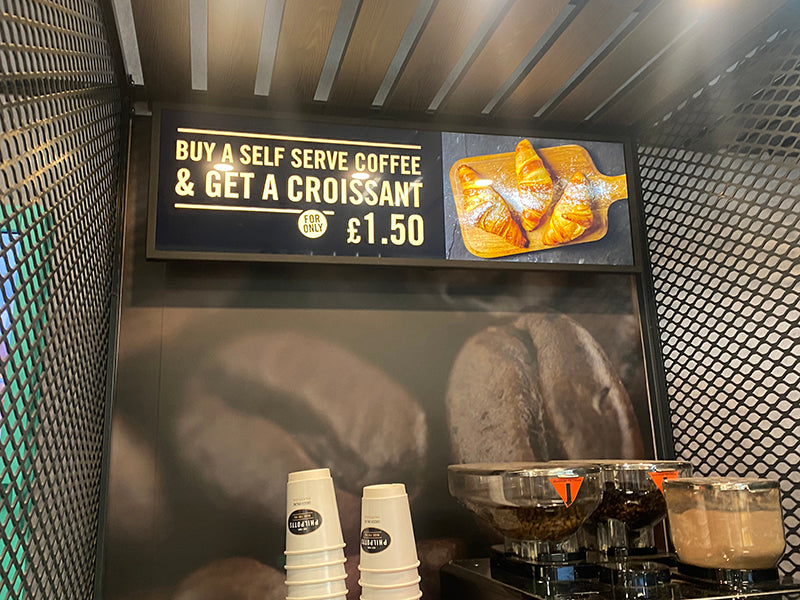 BUY A SELF SERVE COFFEE
& GET A CROISSANT
FOR
ONLY
£1.50
PHILPOTTS
PHILPOTTS